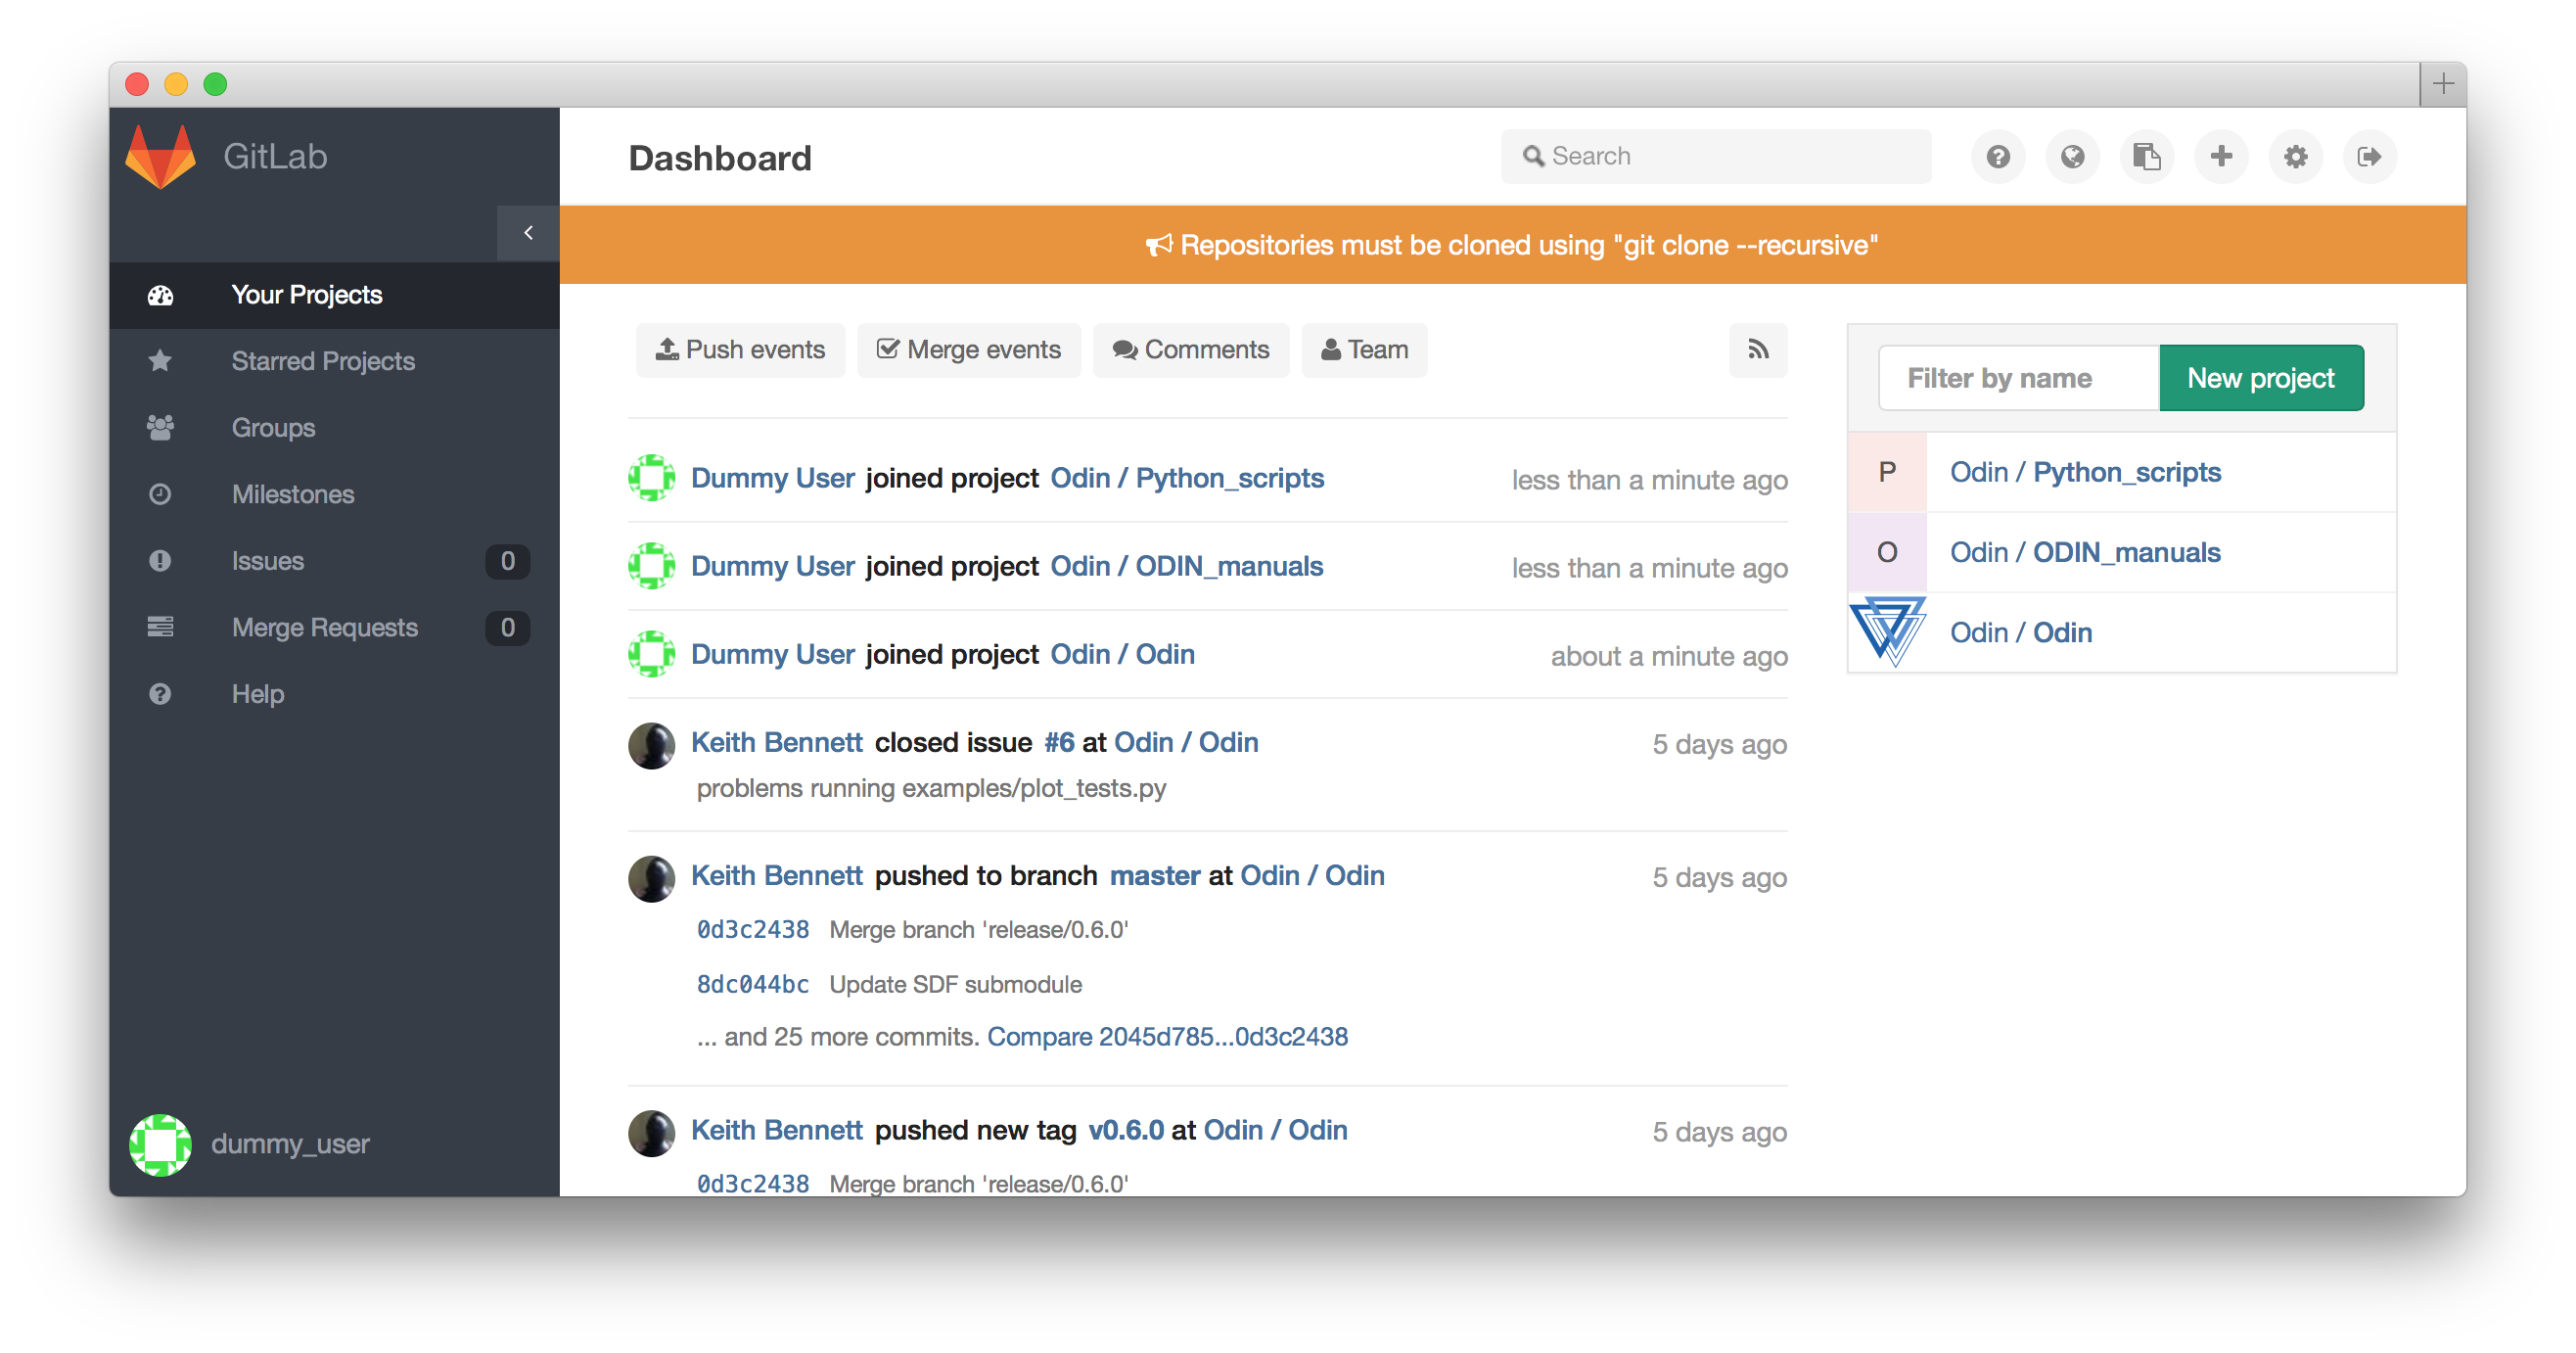 GitLab
Dashboard
Search
Repositories must be cloned using "git clone --recursive"
Your Projects
Starred Projects
Groups
Milestones
Issues 0
Merge Requests 0
Help
dummy_user
Push events Merge events Comments Team
Dummy User joined project Odin / Python_scripts less than a minute ago
Dummy User joined project Odin / ODIN_manuals less than a minute ago
Dummy User joined project Odin / Odin about a minute ago
Keith Bennett closed issue #6 at Odin / Odin 5 days ago
problems running examples/plot_tests.py
Keith Bennett pushed to branch master at Odin / Odin 5 days ago
0d3c2438 Merge branch 'release/0.6.0'
8dc044bc Update SDF submodule
... and 25 more commits. Compare 2045d785...0d3c2438
Keith Bennett pushed new tag v0.6.0 at Odin / Odin 5 days ago
0d3c2438 Merge branch 'release/0.6.0'
Filter by name New project
P Odin / Python_scripts
O Odin / ODIN_manuals
Odin / Odin